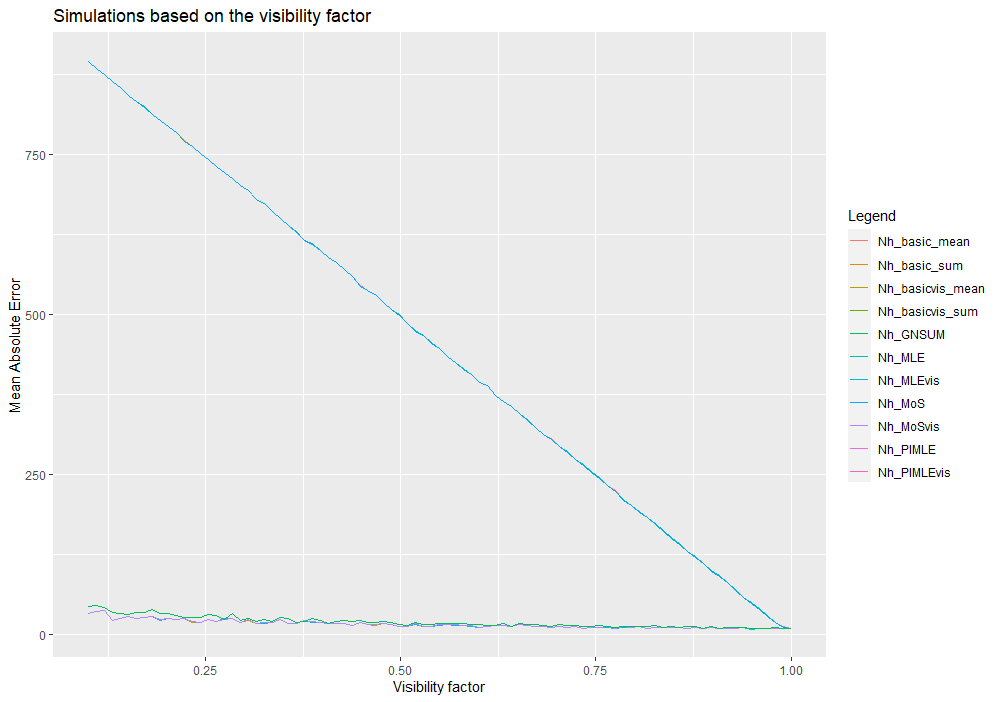 Simulations based on the visibility factor
Mean Absolute Error
750
500
250
0
0.25
0.50
0.75
1.00
Visibility factor
Legend
Nh_basic_mean
Nh_basic_sum
Nh_basicvis_mean
Nh_basicvis_sum
Nh_GNSUM
Nh_MLE
Nh_MLEvis
Nh_MoS
Nh_MoSvis
Nh_PIMLE
Nh_PIMLEvis